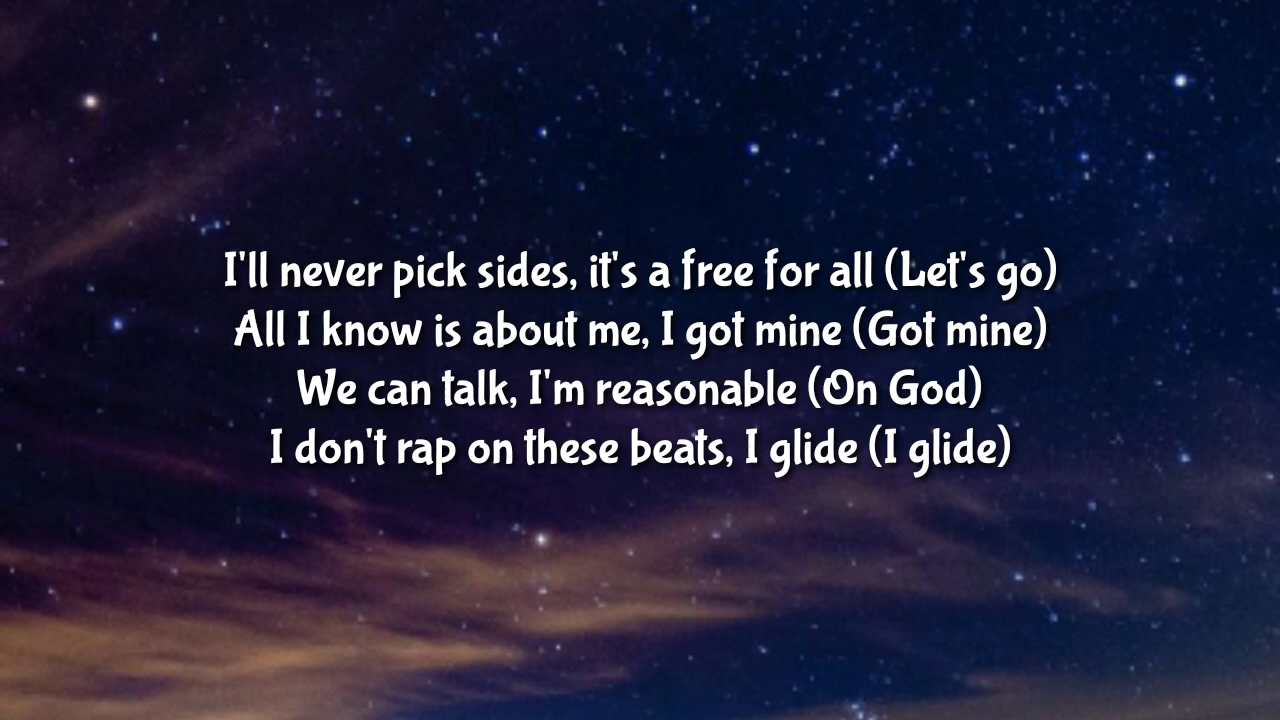 I'll never pick sides, it's a free for all (Let's go)
All I know is about me, I got mine (Got mine)
We can talk, I'm reasonable (On God)
I don't rap on these beats, I glide (I glide)